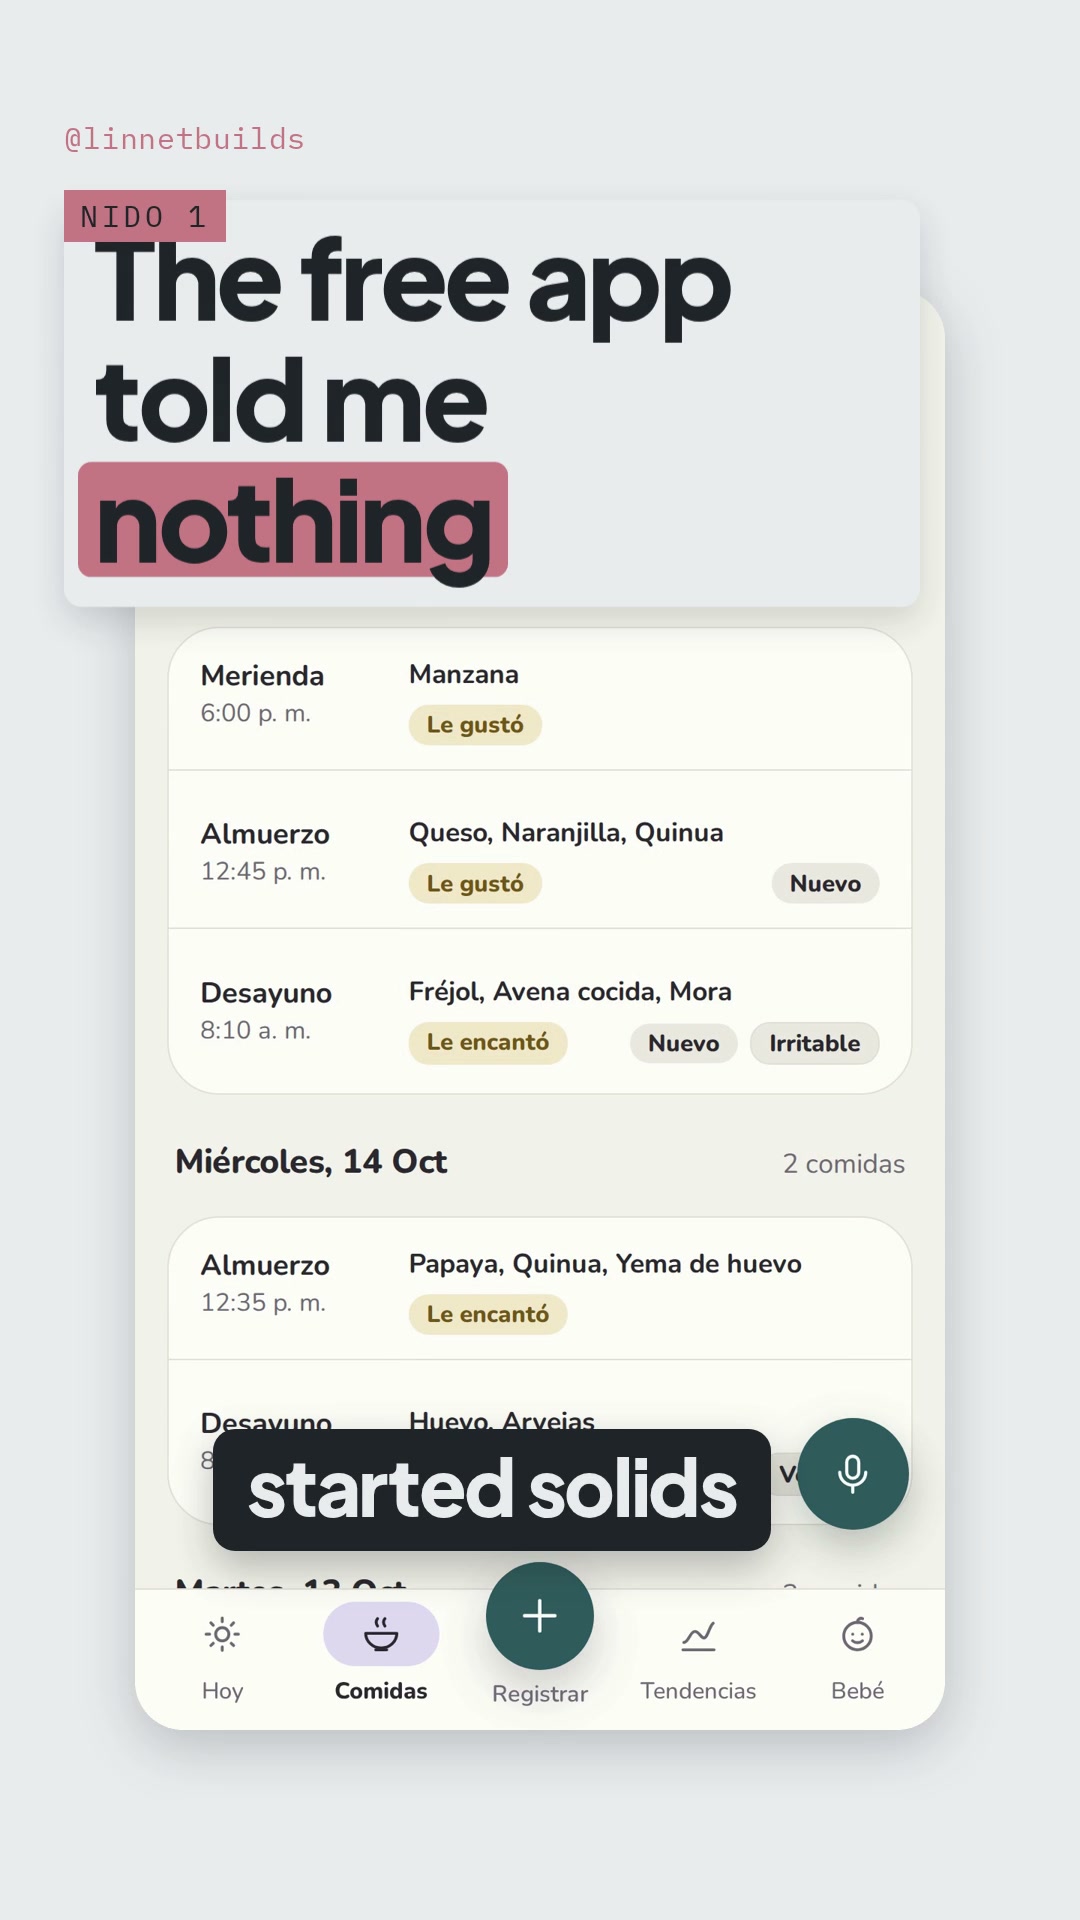 @linnetbuilds
NIDO 1
The free app
told me
nothing
Merienda
Manzana
6:00 p. m.
Le gustó
Almuerzo
Queso, Naranjilla, Quinua
12:45 p. m.
Le gustó
Nuevo
Desayuno
Fréjol, Avena cocida, Mora
8:10 a. m.
Le encantó
Nuevo
Irritable
Miércoles, 14 Oct
2 comidas
Almuerzo
Papaya, Quinua, Yema de huevo
12:35 p. m.
Le encantó
Desayuno
Huevo, Arvejas
started solids
Hoy
Comidas
Registrar
Tendencias
Bebé